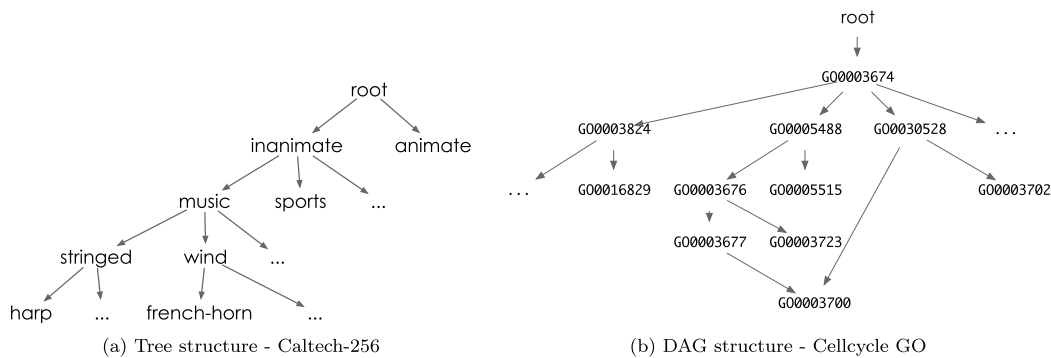 root
inanimate animate
music sports ...
stringed wind ...
harp ... french-horn ...
(a) Tree structure - Caltech-256
root
GO0003674
GO0003824 GO0005488 GO0030528 ...
... GO0016829 GO0003676 GO0005515 GO0003702
GO0003677 GO0003723
GO0003700
(b) DAG structure - Cellcycle GO